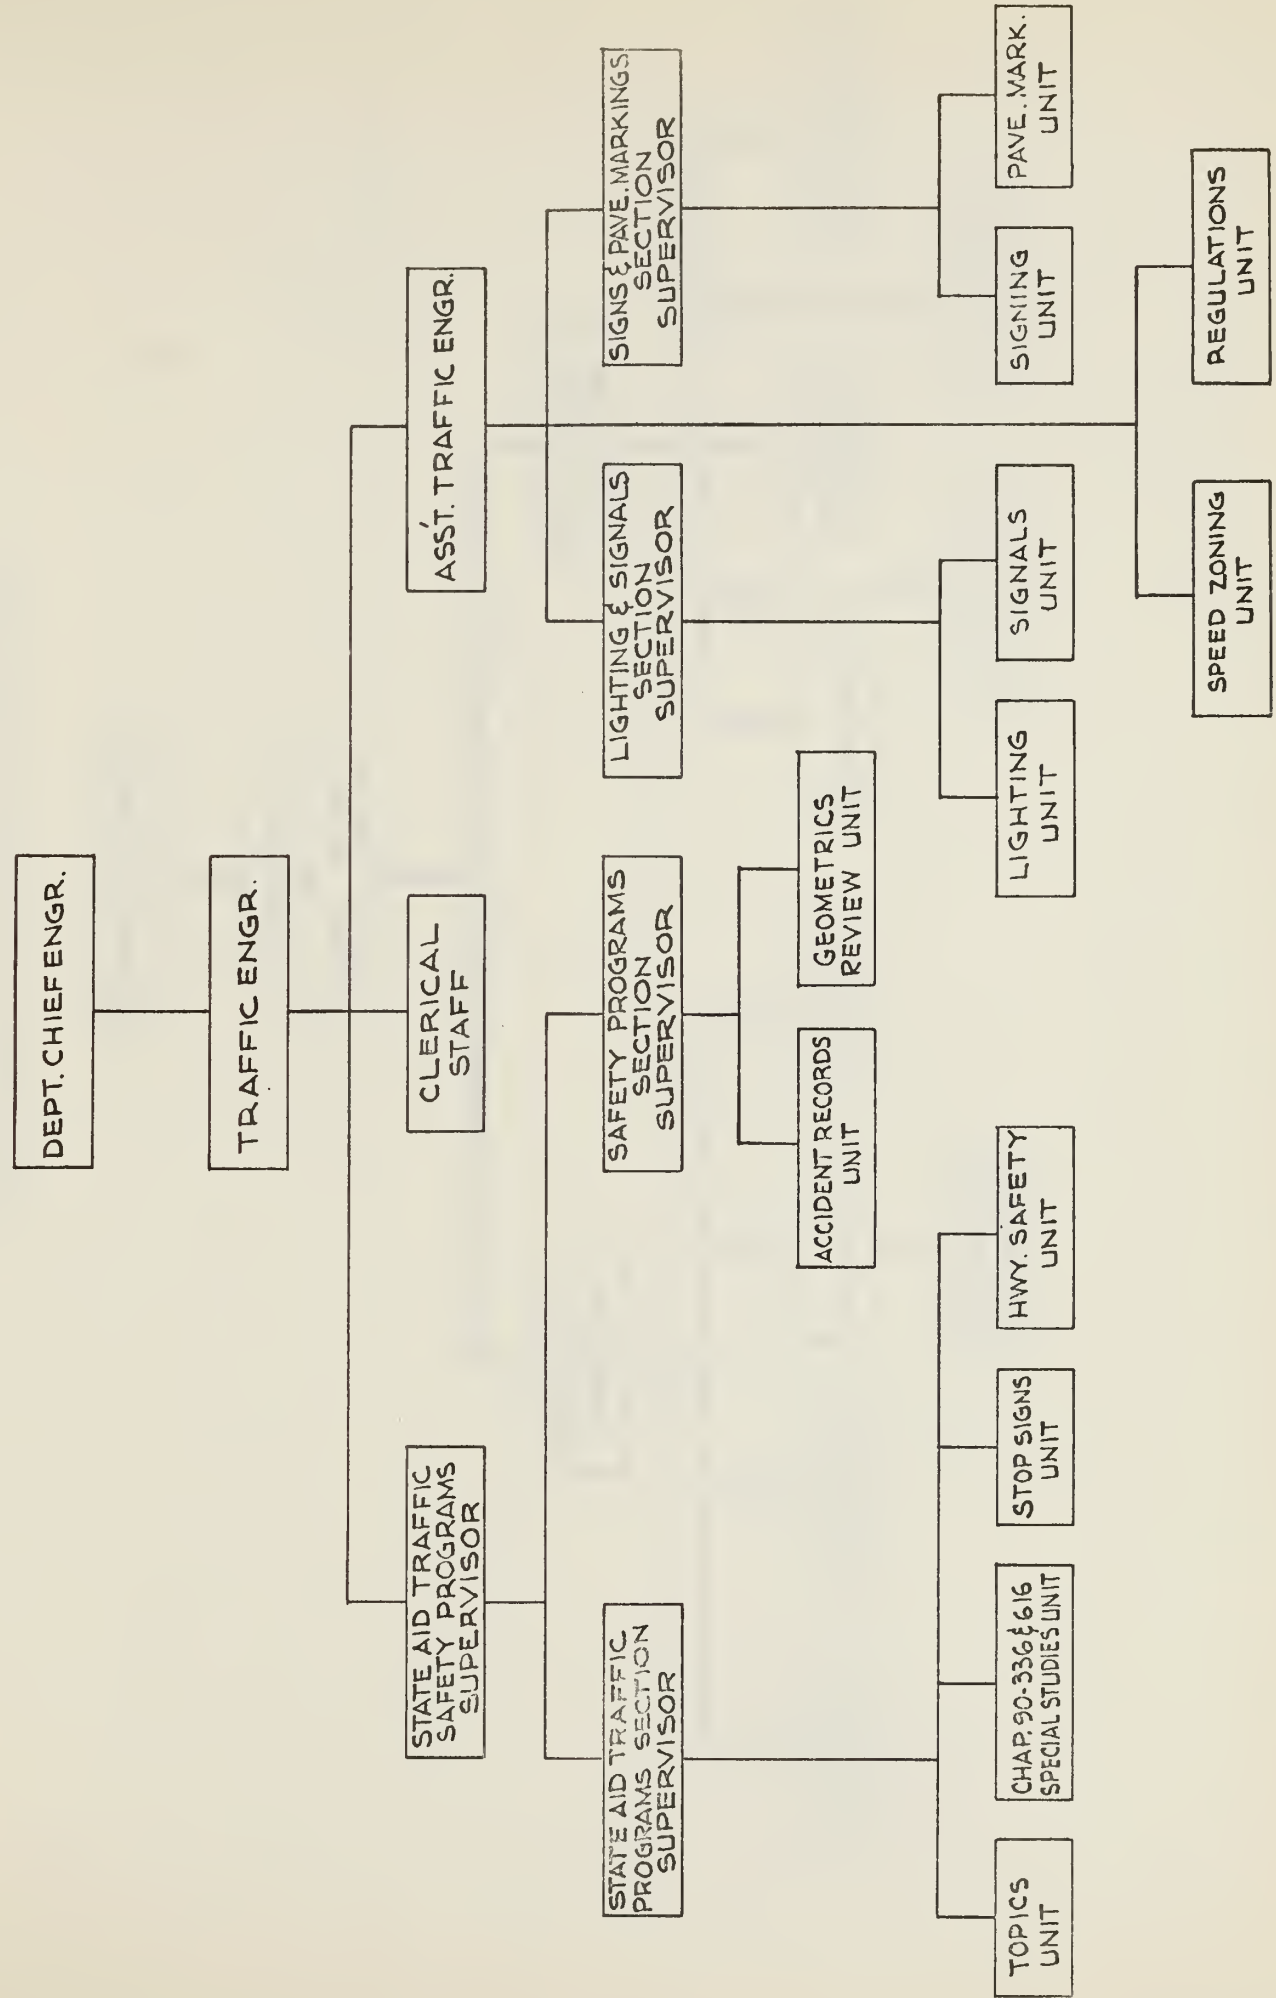 DEPT. CHIEF ENGR.
TRAFFIC ENGR.
STATE AID TRAFFIC
SAFETY PROGRAMS
SUPERVISOR
CLERICAL
STAFF
ASS'T. TRAFFIC ENGR.
STATE AID TRAFFIC
PROGRAMS SECTION
SUPERVISOR
SAFETY PROGRAMS
SECTION
SUPERVISOR
LIGHTING & SIGNALS
SECTION
SUPERVISOR
SIGNS & PAVE. MARKINGS
SECTION
SUPERVISOR
ACCIDENT RECORDS
UNIT
GEOMETRICS
REVIEW UNIT
TOPICS
UNIT
CHAP. 90-336 & 616
SPECIAL STUDIES UNIT
STOP SIGNS
UNIT
HWY. SAFETY
UNIT
LIGHTING
UNIT
SIGNALS
UNIT
SIGNING
UNIT
PAVE. MARK.
UNIT
SPEED ZONING
UNIT
REGULATIONS
UNIT